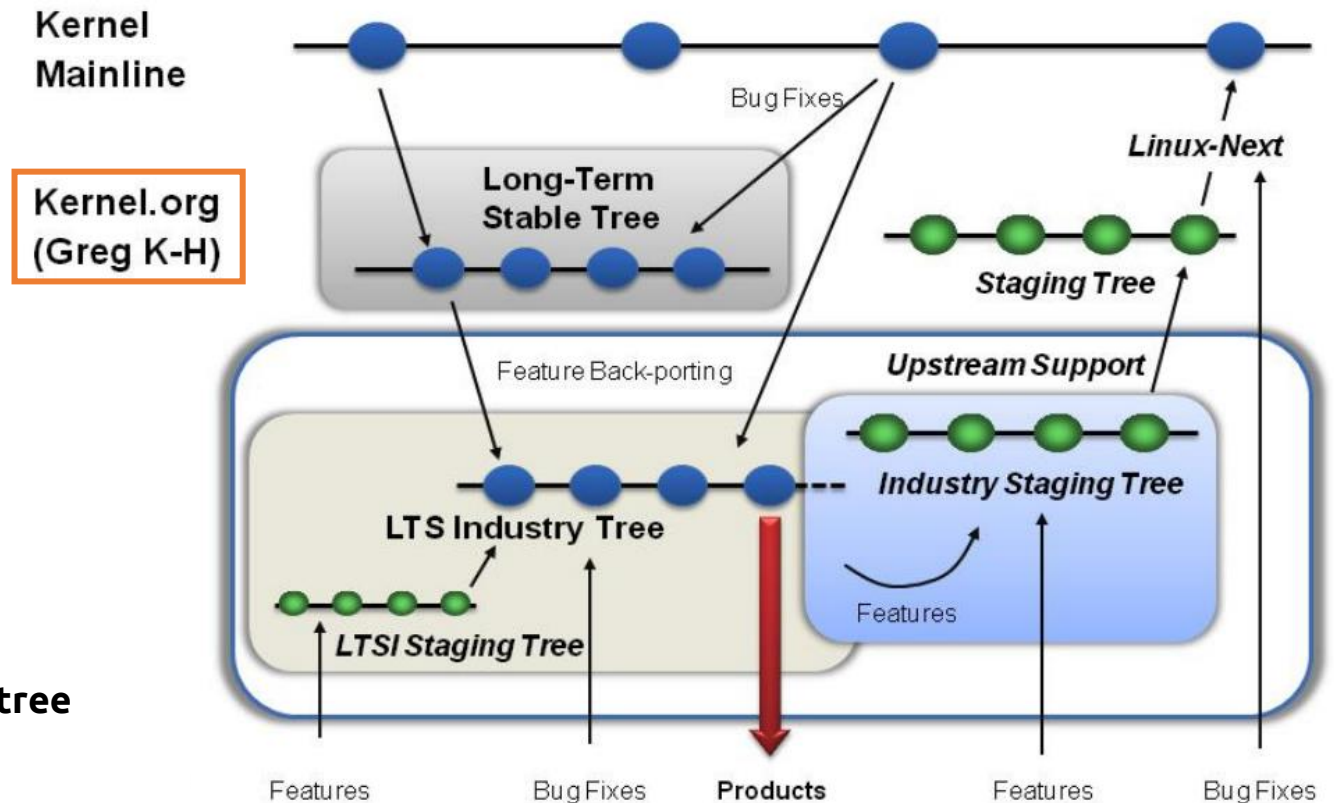 Kernel
Mainline
Bug Fixes
Linux-Next
Kernel.org
(Greg K-H)
Long-Term
Stable Tree
Staging Tree
Feature Back-porting
Upstream Support
Industry Staging Tree
LTS Industry Tree
Features
LTSI Staging Tree
tree
Features
Bug Fixes
Products
Features
Bug Fixes